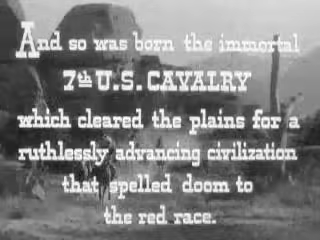 And so was born the immortal
7th U.S. CAVALRY
which cleared the plains for a
ruthlessly advancing civilization
that spelled doom to
the red race.